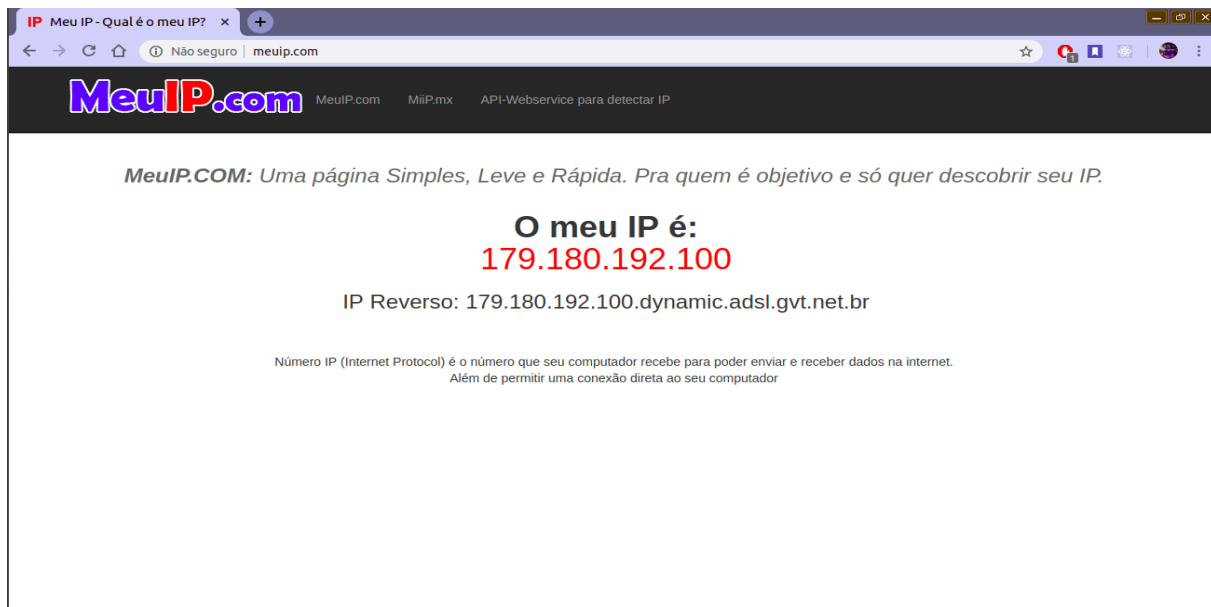 IP Meu IP - Qual é o meu IP?
Não seguro | meuip.com
1
MeuIP.com MeuIP.com MiiP.mx API-Webservice para detectar IP
MeuIP.COM: Uma página Simples, Leve e Rápida. Pra quem é objetivo e só quer descobrir seu IP.
O meu IP é:
179.180.192.100
IP Reverso: 179.180.192.100.dynamic.adsl.gvt.net.br
Número IP (Internet Protocol) é o número que seu computador recebe para poder enviar e receber dados na internet.
Além de permitir uma conexão direta ao seu computador